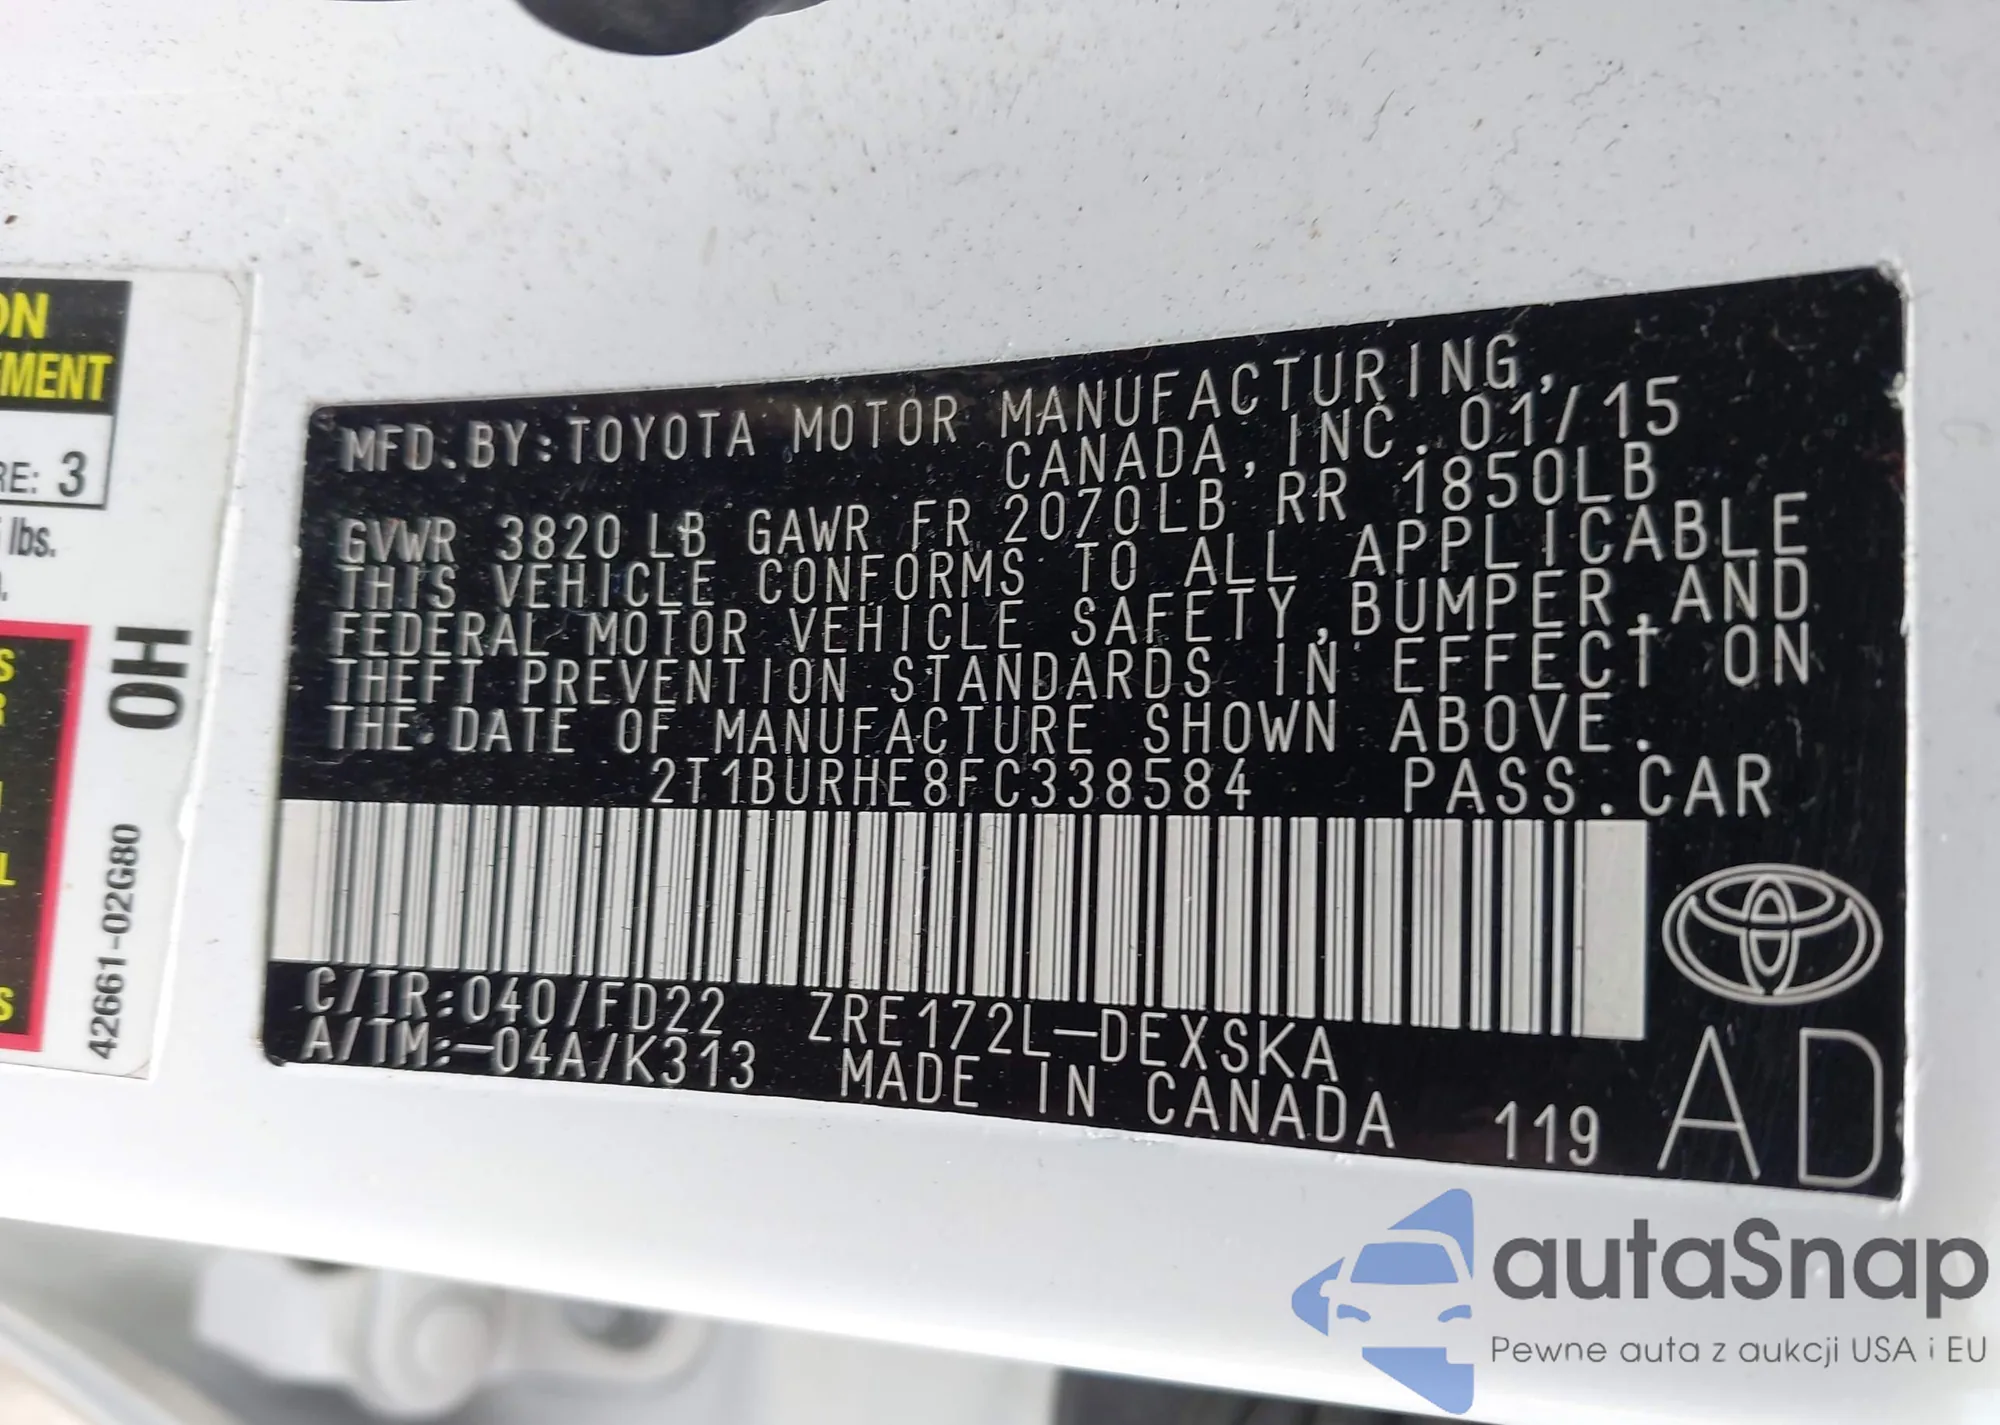 ON
EMENT
RE: 3
lbs.
0H
42661-02G80
MFD.BY:TOYOTA MOTOR MANUFACTURING,
CANADA, INC. 01/15
GVWR 3820 LB GAWR FR 2070LB RR 1850LB
THIS VEHICLE CONFORMS TO ALL APPLICABLE
FEDERAL MOTOR VEHICLE SAFETY, BUMPER, AND
THEFT PREVENTION STANDARDS IN EFFECT ON
THE DATE OF MANUFACTURE SHOWN ABOVE.
2T1BURHE8FC338584 PASS.CAR
C/TR:040/FD22 ZRE172L-DEXSKA
A/TM:-04A/K313 MADE IN CANADA 119 AD
autaSnap
Pewne auta z aukcji USA i EU